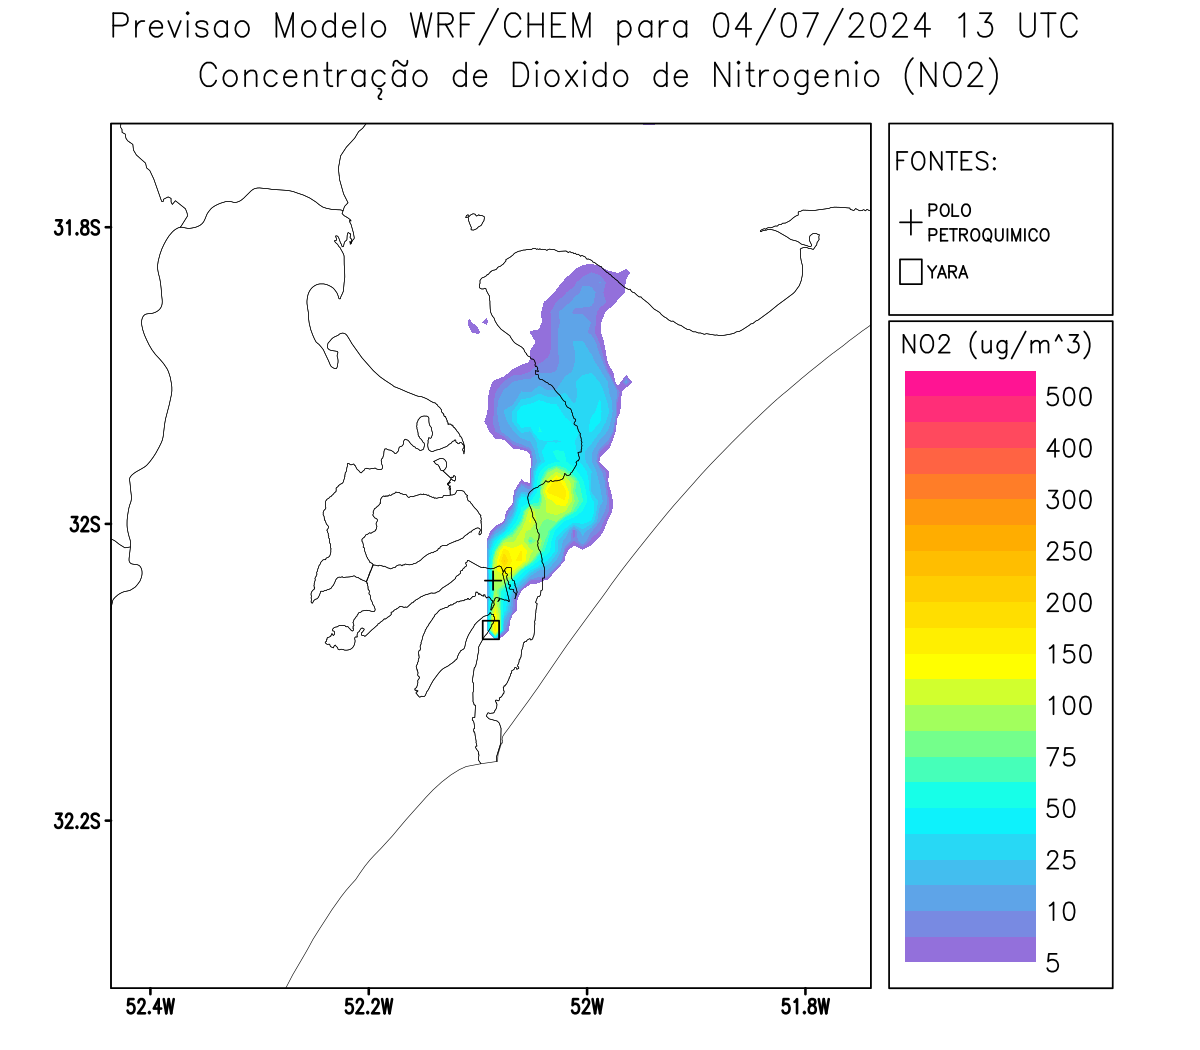 Previsao Modelo WRF/CHEM para 04/07/2024 13 UTC
Concentração de Dioxido de Nitrogenio (NO2)
FONTES:
POLO
PETROQUIMICO
YARA
NO2 (ug/m^3)
500
400
300
250
200
150
100
75
50
25
10
5
31.8S
32S
32.2S
52.4W
52.2W
52W
51.8W